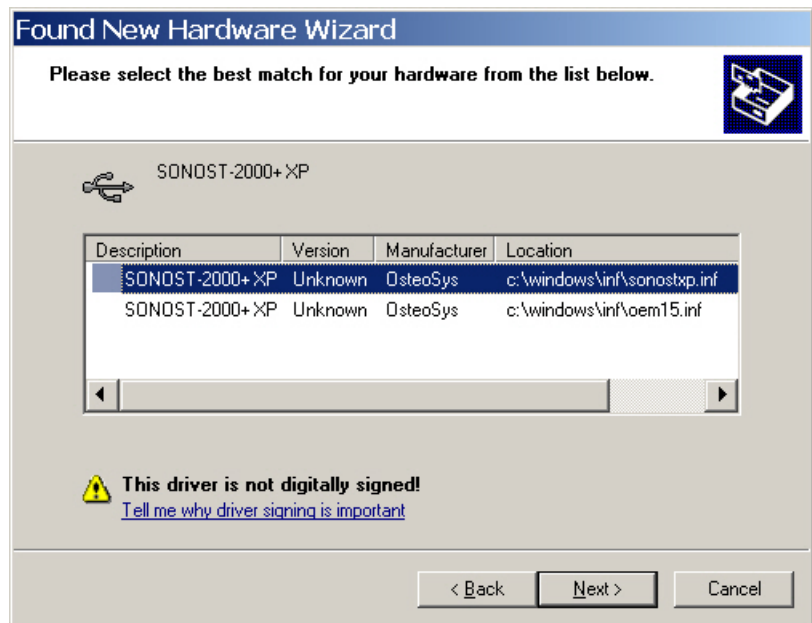 Found New Hardware Wizard
Please select the best match for your hardware from the list below.
SONOST-2000+ XP
Description Version Manufacturer Location
SONOST-2000+ XP Unknown OsteoSys c:\windows\inf\sonostxp.inf
SONOST-2000+ XP Unknown OsteoSys c:\windows\inf\oem15.inf
This driver is not digitally signed!
Tell me why driver signing is important
< Back Next > Cancel